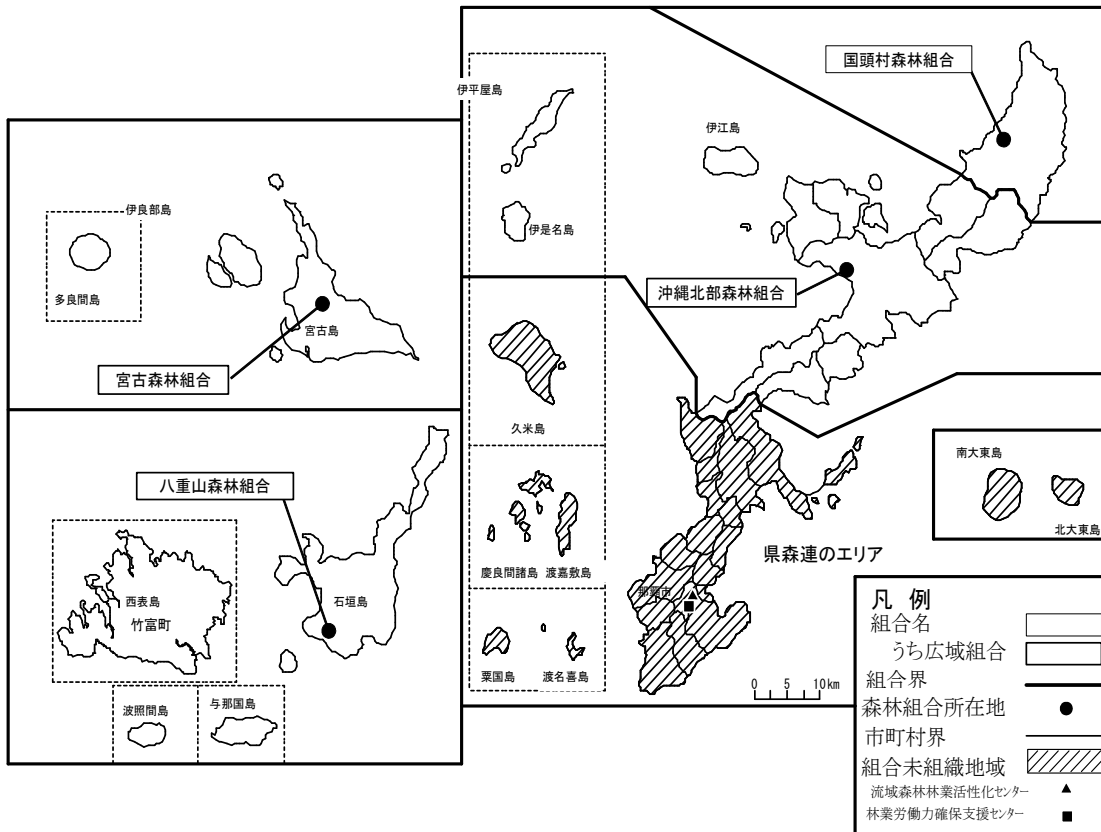 国頭村森林組合
伊平屋島
伊江島
伊是名島
沖縄北部森林組合
伊良部島
多良間島
宮古島
宮古森林組合
久米島
南大東島
北大東島
県森連のエリア
慶良間諸島
渡嘉敷島
那覇市
粟国島
渡名喜島
0 5 10km
八重山森林組合
西表島
竹富町
石垣島
波照間島
与那国島
凡 例
組合名
うち広域組合
組合界
森林組合所在地
市町村界
組合未組織地域
流域森林林業活性化センター
林業労働力確保支援センター